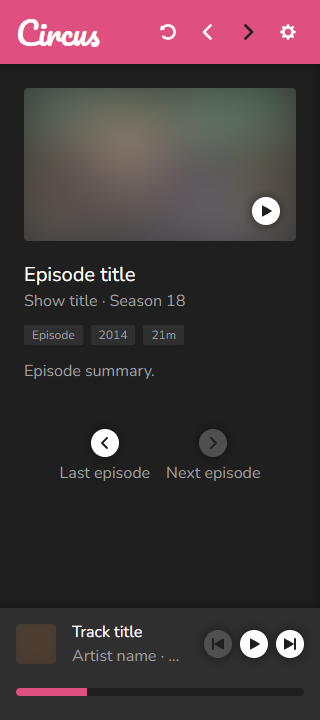 Circus
Episode title
Show title · Season 18
Episode 2014 21m
Episode summary.
Last episode Next episode
Track title
Artist name · ...